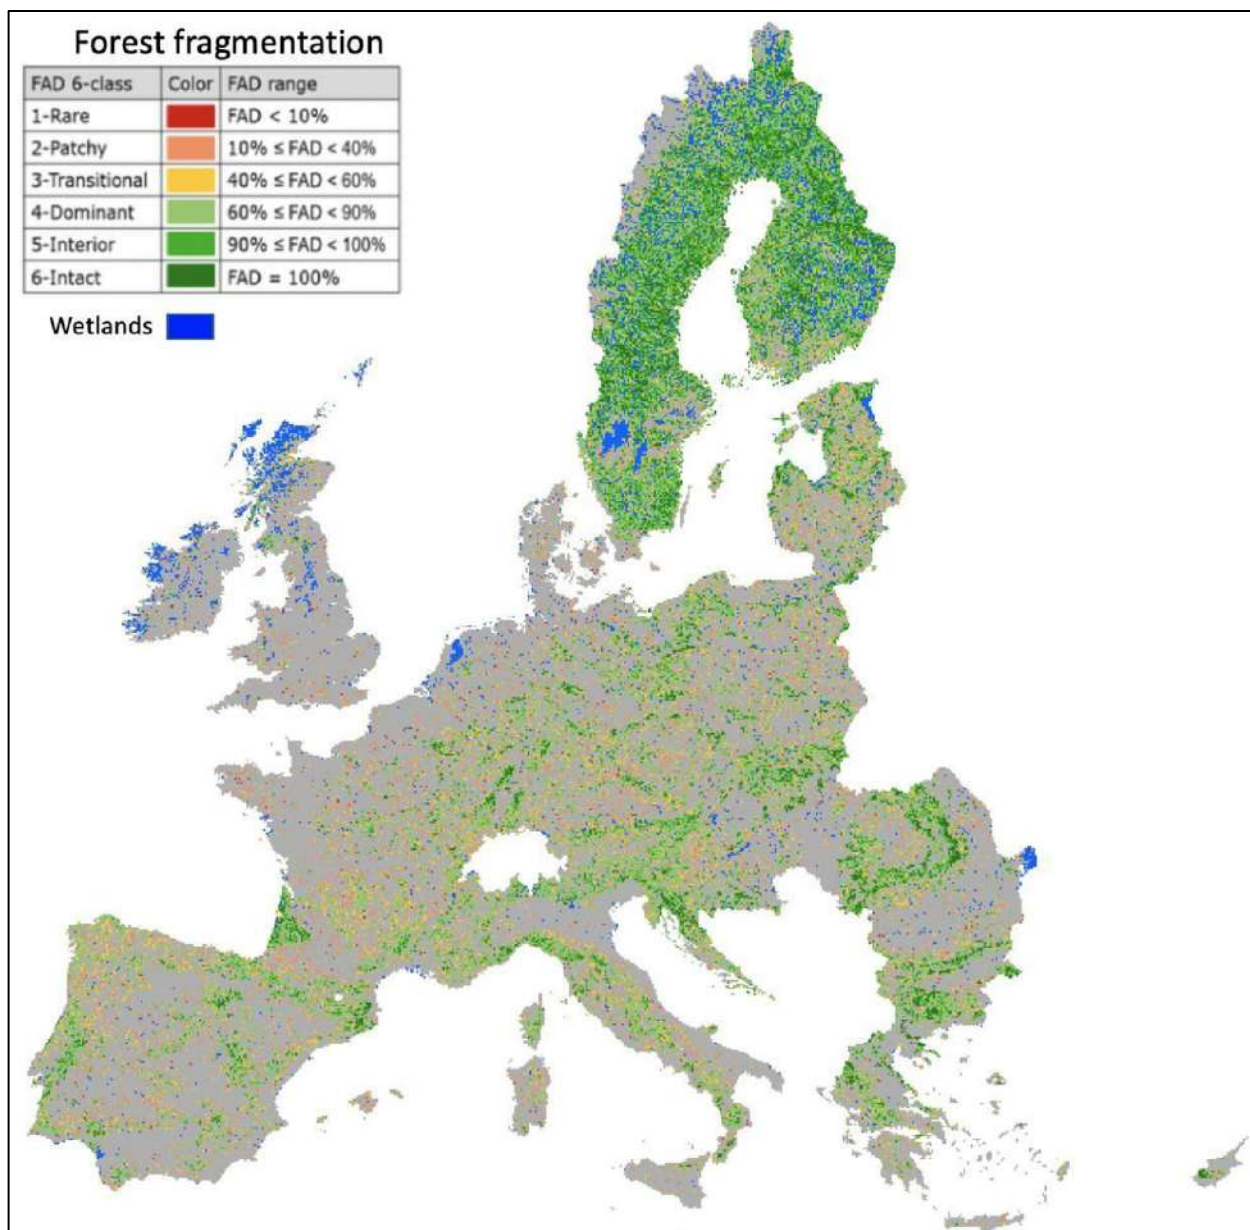 Forest fragmentation
FAD 6-class Color FAD range
1-Rare FAD < 10%
2-Patchy 10% ≤ FAD < 40%
3-Transitional 40% ≤ FAD < 60%
4-Dominant 60% ≤ FAD < 90%
5-Interior 90% ≤ FAD < 100%
6-Intact FAD = 100%
Wetlands